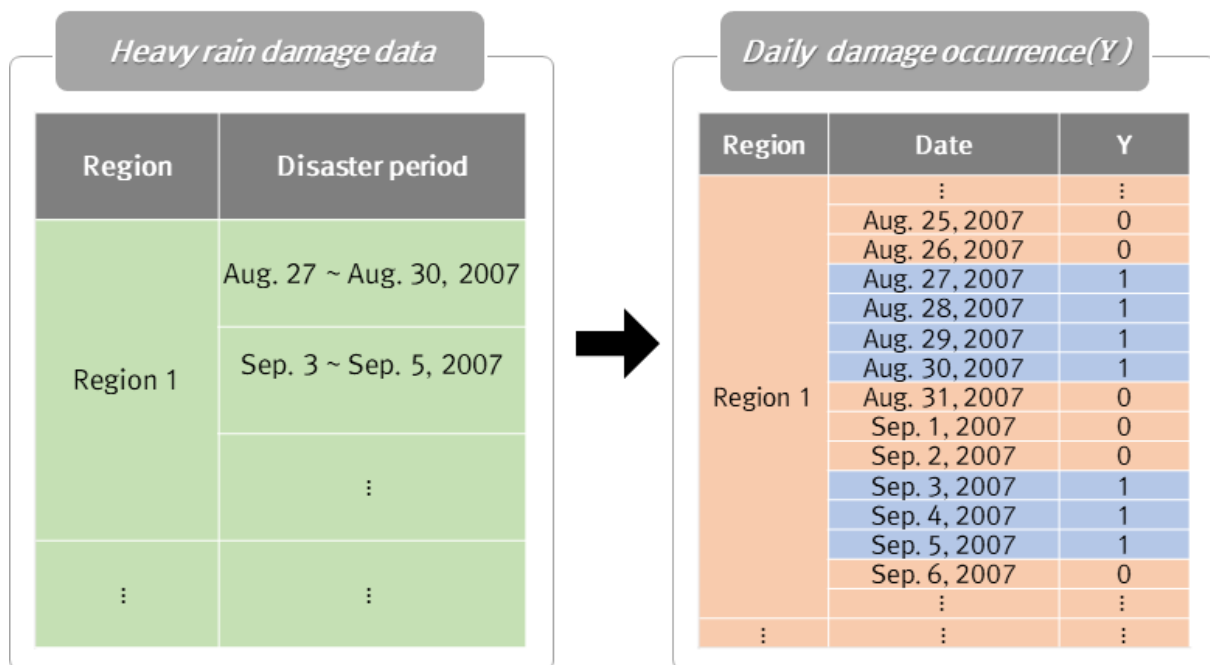 Heavy rain damage data
Region Disaster period
Region 1
Aug. 27 ~ Aug. 30, 2007
Sep. 3 ~ Sep. 5, 2007
⋮
⋮ ⋮
Daily damage occurrence(Y)
Region Date Y
Region 1
⋮ ⋮
Aug. 25, 2007 0
Aug. 26, 2007 0
Aug. 27, 2007 1
Aug. 28, 2007 1
Aug. 29, 2007 1
Aug. 30, 2007 1
Aug. 31, 2007 0
Sep. 1, 2007 0
Sep. 2, 2007 0
Sep. 3, 2007 1
Sep. 4, 2007 1
Sep. 5, 2007 1
Sep. 6, 2007 0
⋮ ⋮
⋮ ⋮ ⋮